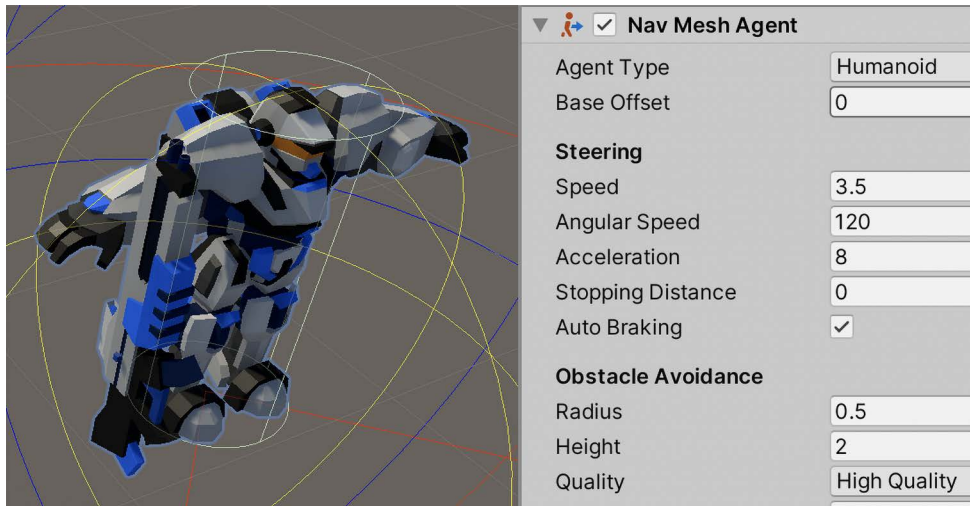 Nav Mesh Agent
Agent Type Humanoid
Base Offset 0
Steering
Speed 3.5
Angular Speed 120
Acceleration 8
Stopping Distance 0
Auto Braking
Obstacle Avoidance
Radius 0.5
Height 2
Quality High Quality